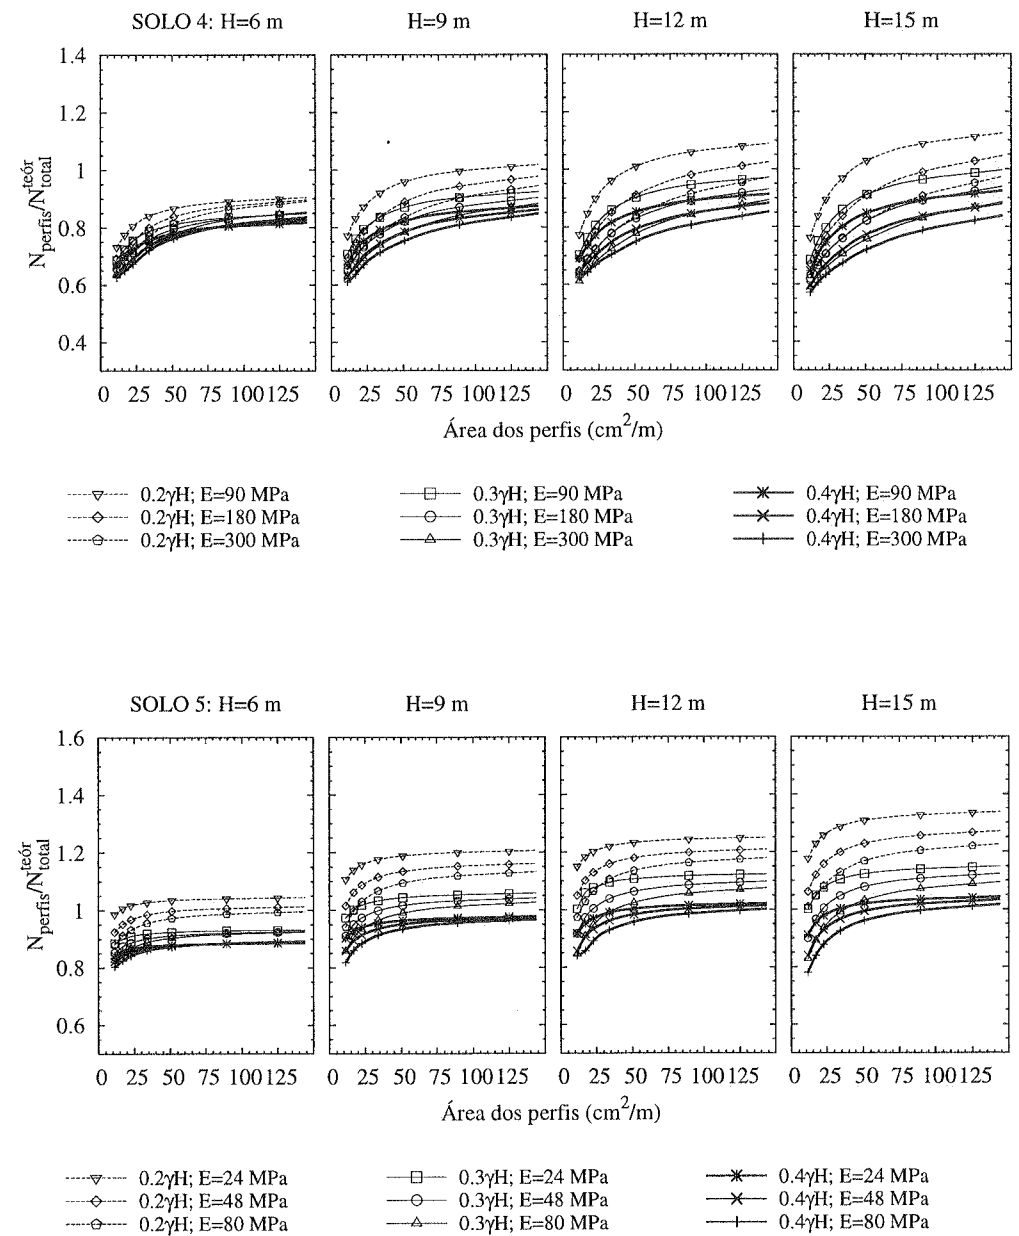 SOLO 4: H=6 m H=9 m H=12 m H=15 m
1.4
1.2
1
0.8
0.6
0.4
N_perfis/N_total^teór
0 25 50 75 100 125 0 25 50 75 100 125 0 25 50 75 100 125 0 25 50 75 100 125
Área dos perfis (cm²/m)
0.2γH; E=90 MPa 0.3γH; E=90 MPa 0.4γH; E=90 MPa
0.2γH; E=180 MPa 0.3γH; E=180 MPa 0.4γH; E=180 MPa
0.2γH; E=300 MPa 0.3γH; E=300 MPa 0.4γH; E=300 MPa
SOLO 5: H=6 m H=9 m H=12 m H=15 m
1.6
1.4
1.2
1
0.8
0.6
N_perfis/N_total^teór
0 25 50 75 100 125 0 25 50 75 100 125 0 25 50 75 100 125 0 25 50 75 100 125
Área dos perfis (cm²/m)
0.2γH; E=24 MPa 0.3γH; E=24 MPa 0.4γH; E=24 MPa
0.2γH; E=48 MPa 0.3γH; E=48 MPa 0.4γH; E=48 MPa
0.2γH; E=80 MPa 0.3γH; E=80 MPa 0.4γH; E=80 MPa